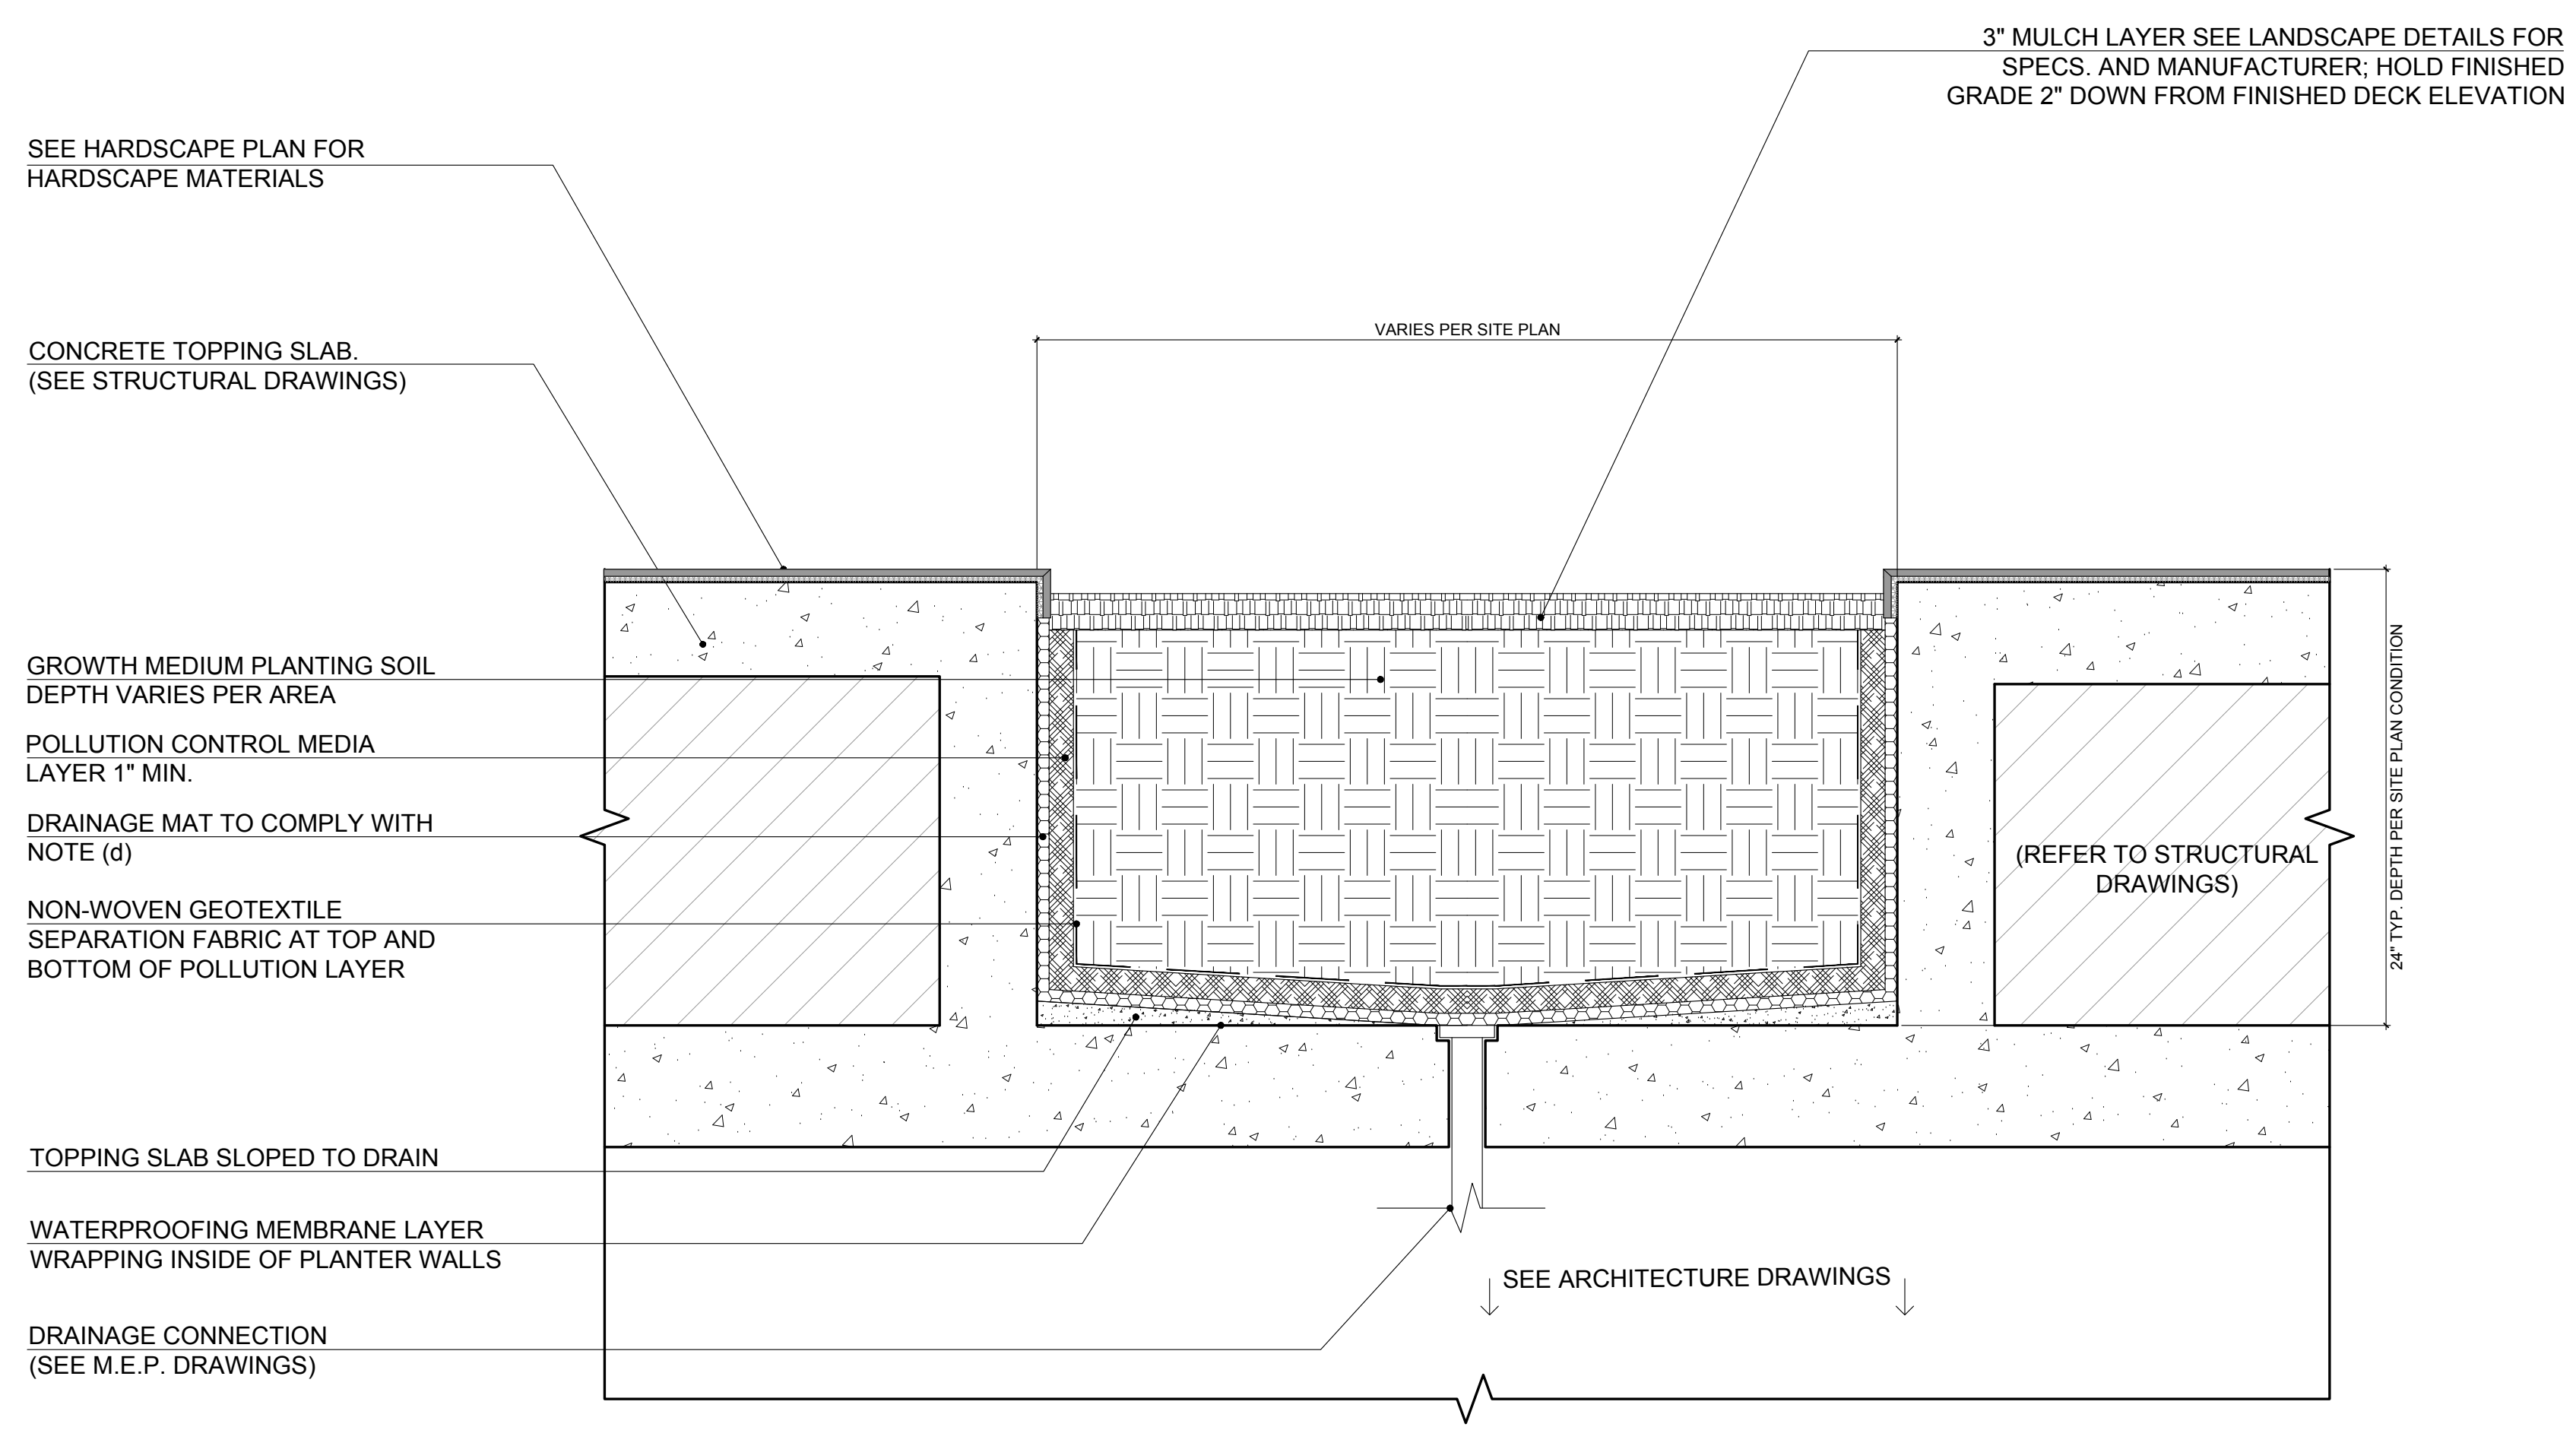 3" MULCH LAYER SEE LANDSCAPE DETAILS FOR
SPECS. AND MANUFACTURER; HOLD FINISHED
GRADE 2" DOWN FROM FINISHED DECK ELEVATION
SEE HARDSCAPE PLAN FOR
HARDSCAPE MATERIALS
VARIES PER SITE PLAN
CONCRETE TOPPING SLAB.
(SEE STRUCTURAL DRAWINGS)
GROWTH MEDIUM PLANTING SOIL
DEPTH VARIES PER AREA
POLLUTION CONTROL MEDIA
LAYER 1" MIN.
DRAINAGE MAT TO COMPLY WITH
NOTE (d)
NON-WOVEN GEOTEXTILE
SEPARATION FABRIC AT TOP AND
BOTTOM OF POLLUTION LAYER
(REFER TO STRUCTURAL
DRAWINGS)
24" TYP. DEPTH PER SITE PLAN CONDITION
TOPPING SLAB SLOPED TO DRAIN
WATERPROOFING MEMBRANE LAYER
WRAPPING INSIDE OF PLANTER WALLS
SEE ARCHITECTURE DRAWINGS
DRAINAGE CONNECTION
(SEE M.E.P. DRAWINGS)